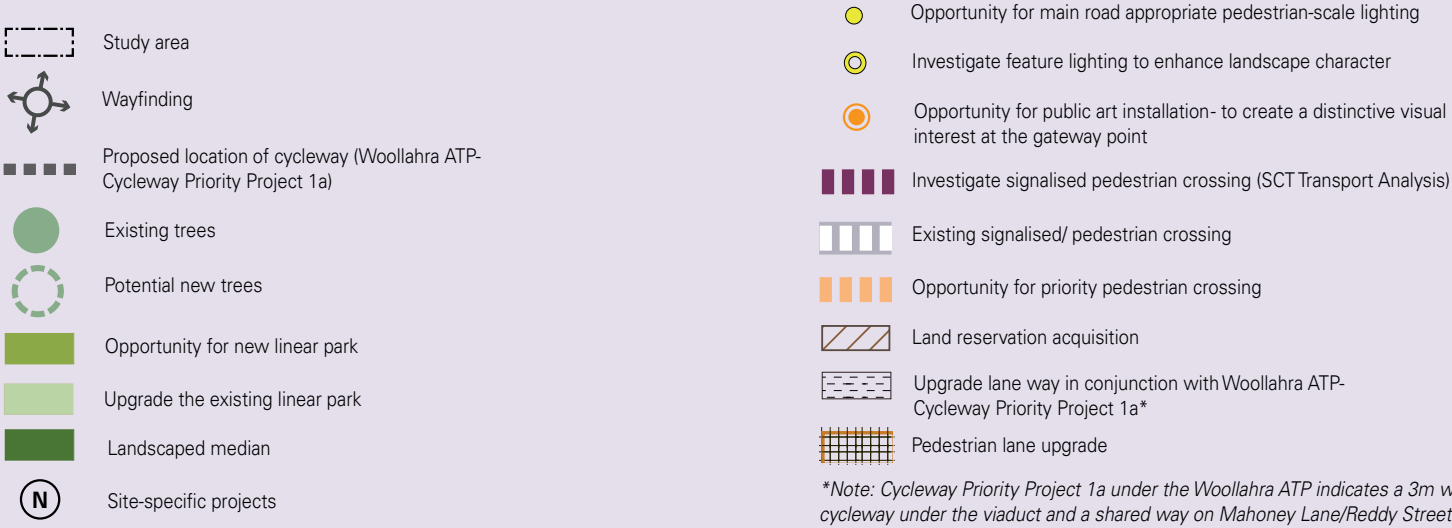 Study area
Wayfinding
Proposed location of cycleway (Woollahra ATP-
Cycleway Priority Project 1a)
Existing trees
Potential new trees
Opportunity for new linear park
Upgrade the existing linear park
Landscaped median
N
Site-specific projects
Opportunity for main road appropriate pedestrian-scale lighting
Investigate feature lighting to enhance landscape character
Opportunity for public art installation- to create a distinctive visual
interest at the gateway point
Investigate signalised pedestrian crossing (SCT Transport Analysis)
Existing signalised/ pedestrian crossing
Opportunity for priority pedestrian crossing
Land reservation acquisition
Upgrade lane way in conjunction with Woollahra ATP-
Cycleway Priority Project 1a*
Pedestrian lane upgrade
*Note: Cycleway Priority Project 1a under the Woollahra ATP indicates a 3m
cycleway under the viaduct and a shared way on Mahoney Lane/Reddy Street